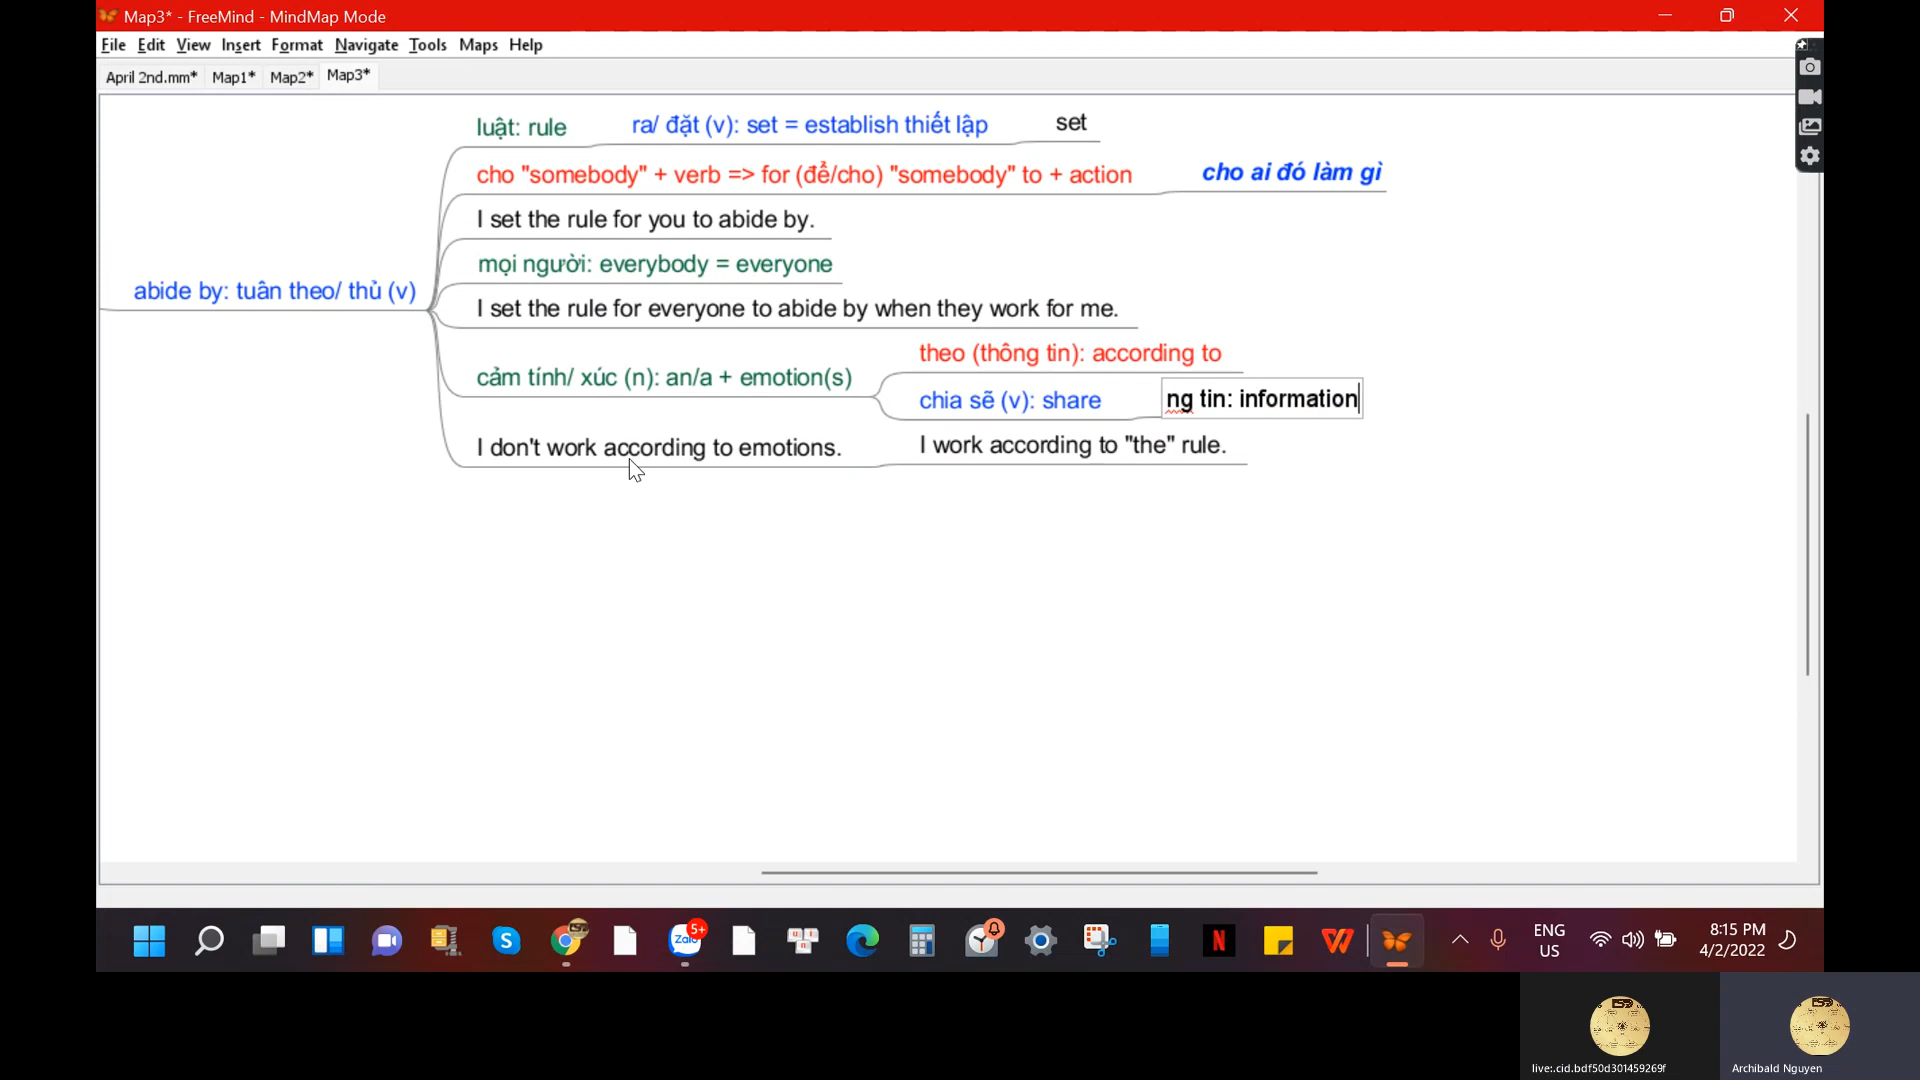 Map3* - FreeMind - MindMap Mode
File Edit View Insert Format Navigate Tools Maps Help
April 2nd.mm* Map1* Map2* Map3*
luật: rule ra/ đặt (v): set = establish thiết lập set
cho "somebody" + verb => for (để/cho) "somebody" to + action cho ai đó làm gì
I set the rule for you to abide by.
mọi người: everybody = everyone
abide by: tuân theo/ thủ (v)
I set the rule for everyone to abide by when they work for me.
theo (thông tin): according to
cảm tính/ xúc (n): an/a + emotion(s)
chia sẽ (v): share ng tin: information
I don't work according to emotions. I work according to "the" rule.
Zalo 5+
ENG
US
8:15 PM
4/2/2022
live:.cid.bdf50d301459269f
Archibald Nguyen